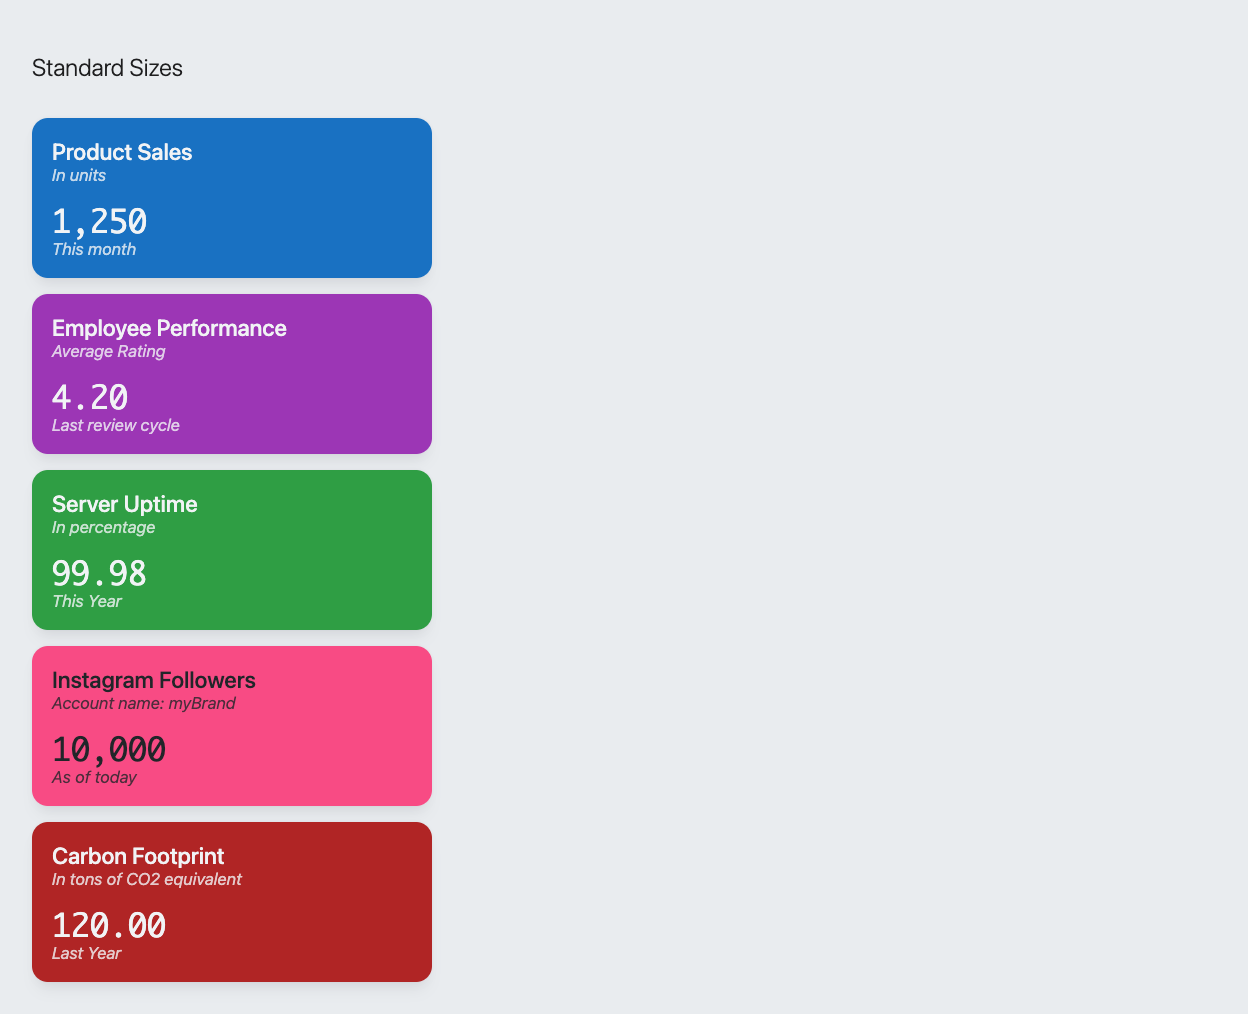 Standard Sizes
Product Sales
In units
1,250
This month
Employee Performance
Average Rating
4.20
Last review cycle
Server Uptime
In percentage
99.98
This Year
Instagram Followers
Account name: myBrand
10,000
As of today
Carbon Footprint
In tons of CO2 equivalent
120.00
Last Year